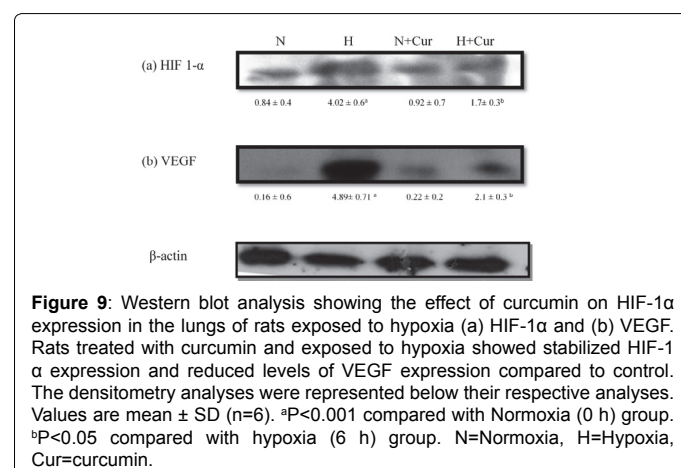 N H N+Cur H+Cur
(a) HIF 1-α
0.84 ± 0.4 4.02 ± 0.6ᵃ 0.92 ± 0.7 1.7± 0.3ᵇ
(b) VEGF
0.16 ± 0.6 4.89± 0.71 ᵃ 0.22 ± 0.2 2.1 ± 0.3 ᵇ
β-actin
Figure 9: Western blot analysis showing the effect of curcumin on HIF-1α
expression in the lungs of rats exposed to hypoxia (a) HIF-1α and (b) VEGF.
Rats treated with curcumin and exposed to hypoxia showed stabilized HIF-1
α expression and reduced levels of VEGF expression compared to control.
The densitometry analyses were represented below their respective analyses.
Values are mean ± SD (n=6). ᵃP<0.001 compared with Normoxia (0 h) group.
ᵇP<0.05 compared with hypoxia (6 h) group. N=Normoxia, H=Hypoxia,
Cur=curcumin.